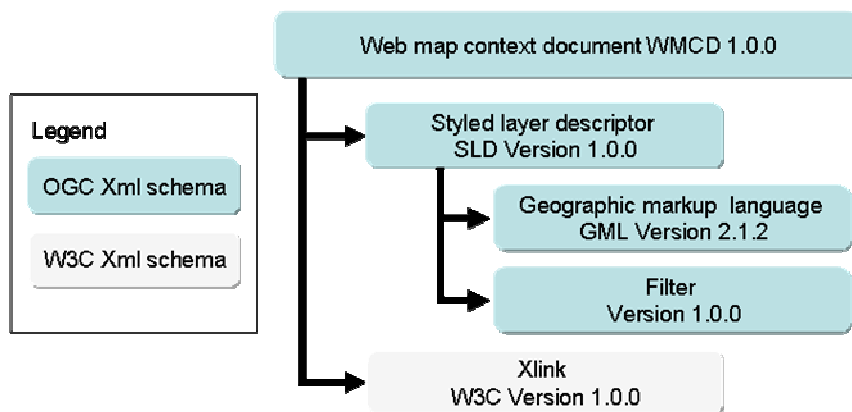 Web map context document WMCD 1.0.0
Legend
OGC Xml schema
W3C Xml schema
Styled layer descriptor
SLD Version 1.0.0
Geographic markup language
GML Version 2.1.2
Filter
Version 1.0.0
Xlink
W3C Version 1.0.0